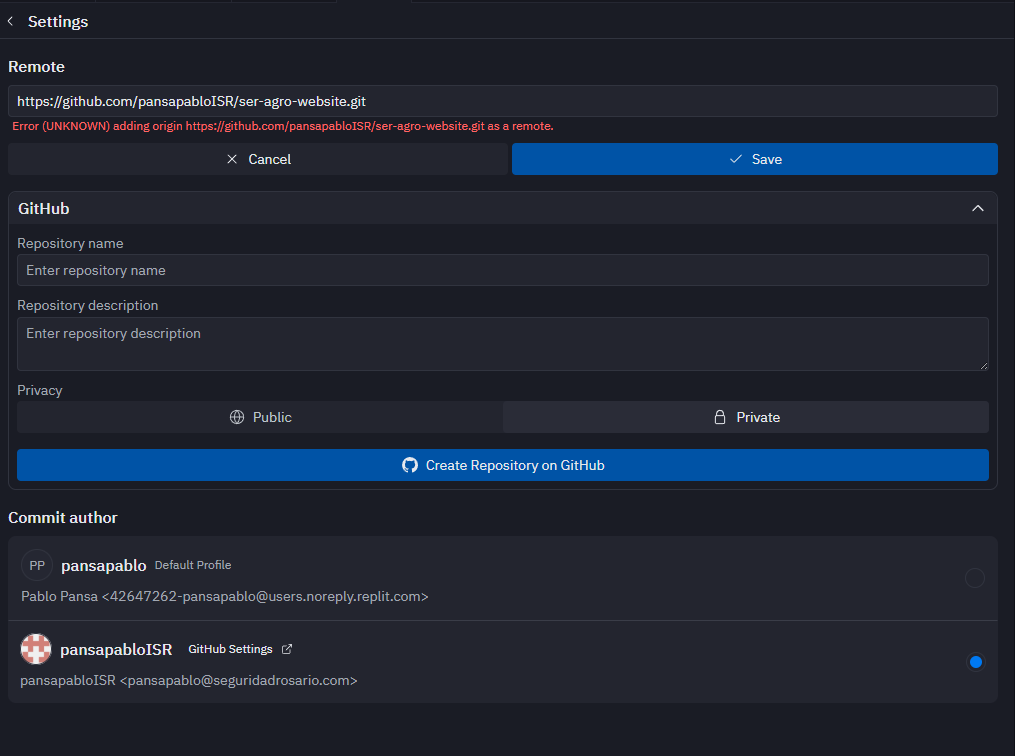 Settings
Remote
https://github.com/pansapabloISR/ser-agro-website.git
Error (UNKNOWN) adding origin https://github.com/pansapabloISR/ser-agro-website.git as a remote.
Cancel
Save
GitHub
Repository name
Enter repository name
Repository description
Enter repository description
Privacy
Public
Private
Create Repository on GitHub
Commit author
PP pansapablo Default Profile
Pablo Pansa <42647262-pansapablo@users.noreply.replit.com>
pansapabloISR GitHub Settings
pansapabloISR <pansapablo@seguridadrosario.com>